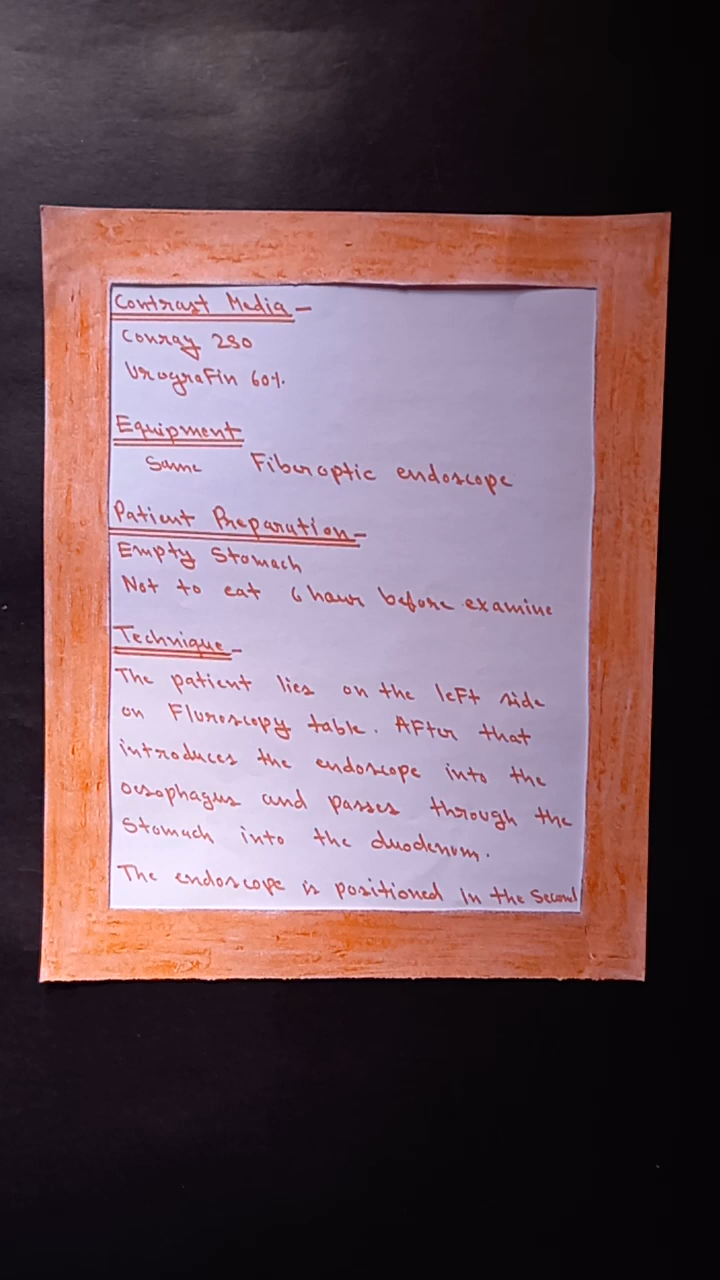 Contrast Media -
Conray 280
Urografin 60%.
Equipment
Same Fiberoptic endoscope
Patient Preparation -
Empty Stomach
Not to eat 6 hour before examine
Technique -
The patient lies on the left side
on Fluroscopy table. After that
introduces the endoscope into the
oesophagus and passes through the
stomach into the duodenum.
The endoscope is positioned in the Second